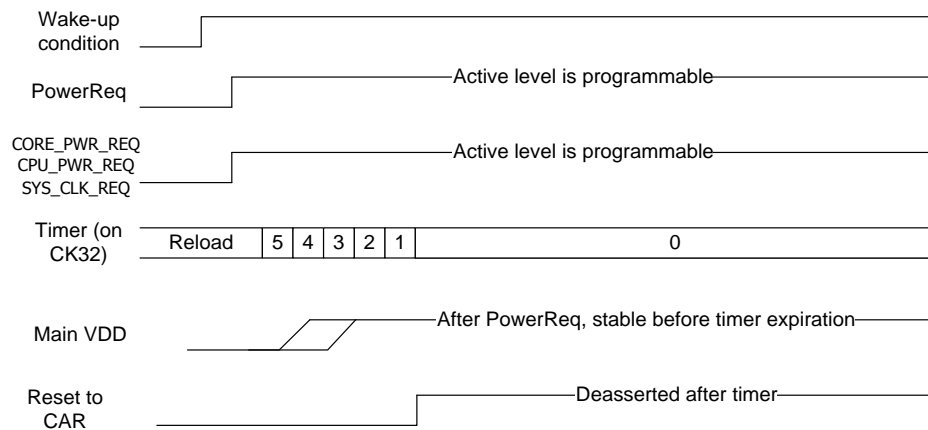 Wake-up
condition
PowerReq
Active level is programmable
CORE_PWR_REQ
CPU_PWR_REQ
SYS_CLK_REQ
Active level is programmable
Timer (on
CK32)
Reload 5 4 3 2 1 0
Main VDD
After PowerReq, stable before timer expiration
Reset to
CAR
Deasserted after timer